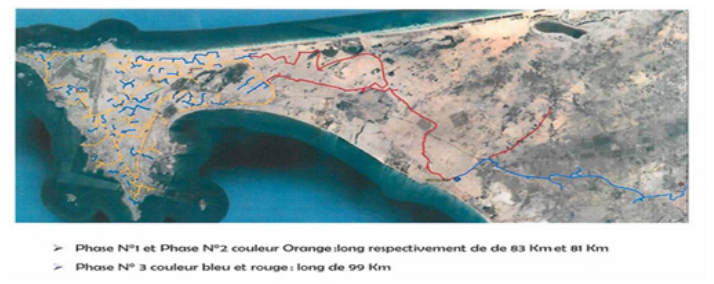 Phase N°1 et Phase N°2 couleur Orange :long respectivement de de 83 Km et 81 Km
Phase N° 3 couleur bleu et rouge : long de 99 Km